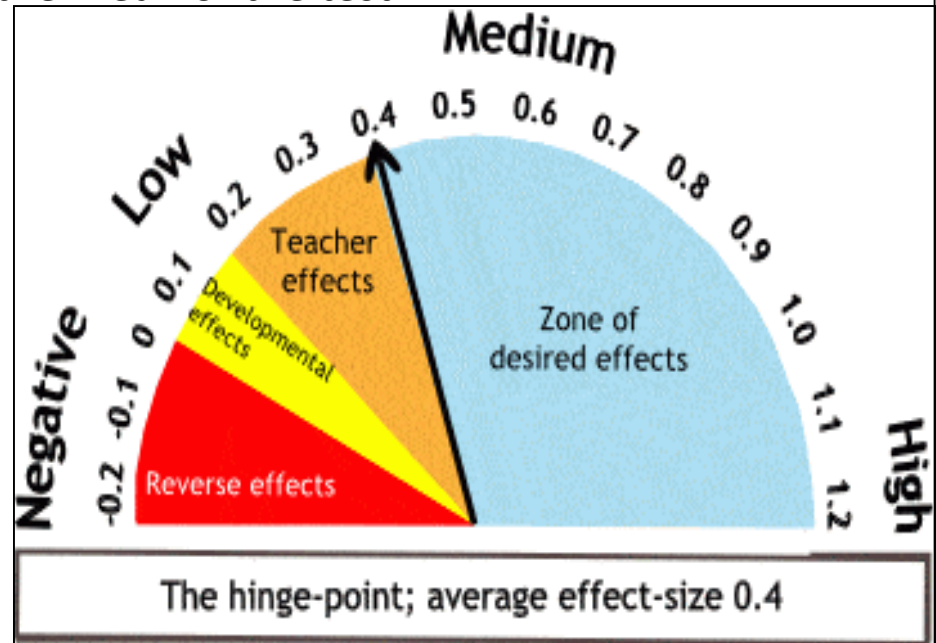 Medium
Low
Negative
High
-0.2
-0.1
0
0.1
0.2
0.3
0.4
0.5
0.6
0.7
0.8
0.9
1.0
1.1
1.2
Teacher
effects
Developmental
effects
Reverse effects
Zone of
desired effects
The hinge-point; average effect-size 0.4